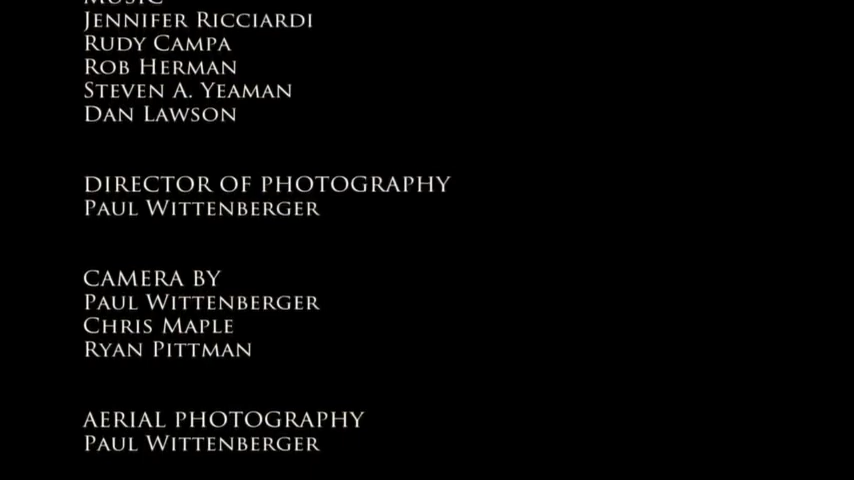 MUSIC
JENNIFER RICCIARDI
RUDY CAMPA
ROB HERMAN
STEVEN A. YEAMAN
DAN LAWSON
DIRECTOR OF PHOTOGRAPHY
PAUL WITTENBERGER
CAMERA BY
PAUL WITTENBERGER
CHRIS MAPLE
RYAN PITTMAN
AERIAL PHOTOGRAPHY
PAUL WITTENBERGER